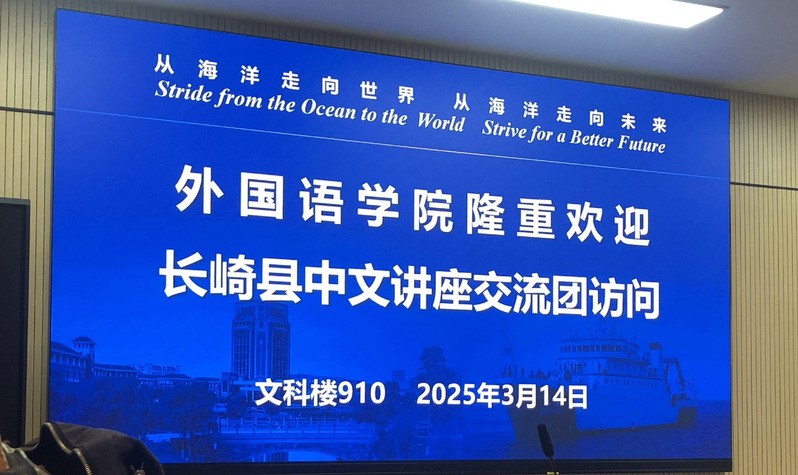 从海洋走向世界 从海洋走向未来
Stride from the Ocean to the World Strive for a Better Future
外国语学院隆重欢迎
长崎县中文讲座交流团访问
文科楼910 2025年3月14日